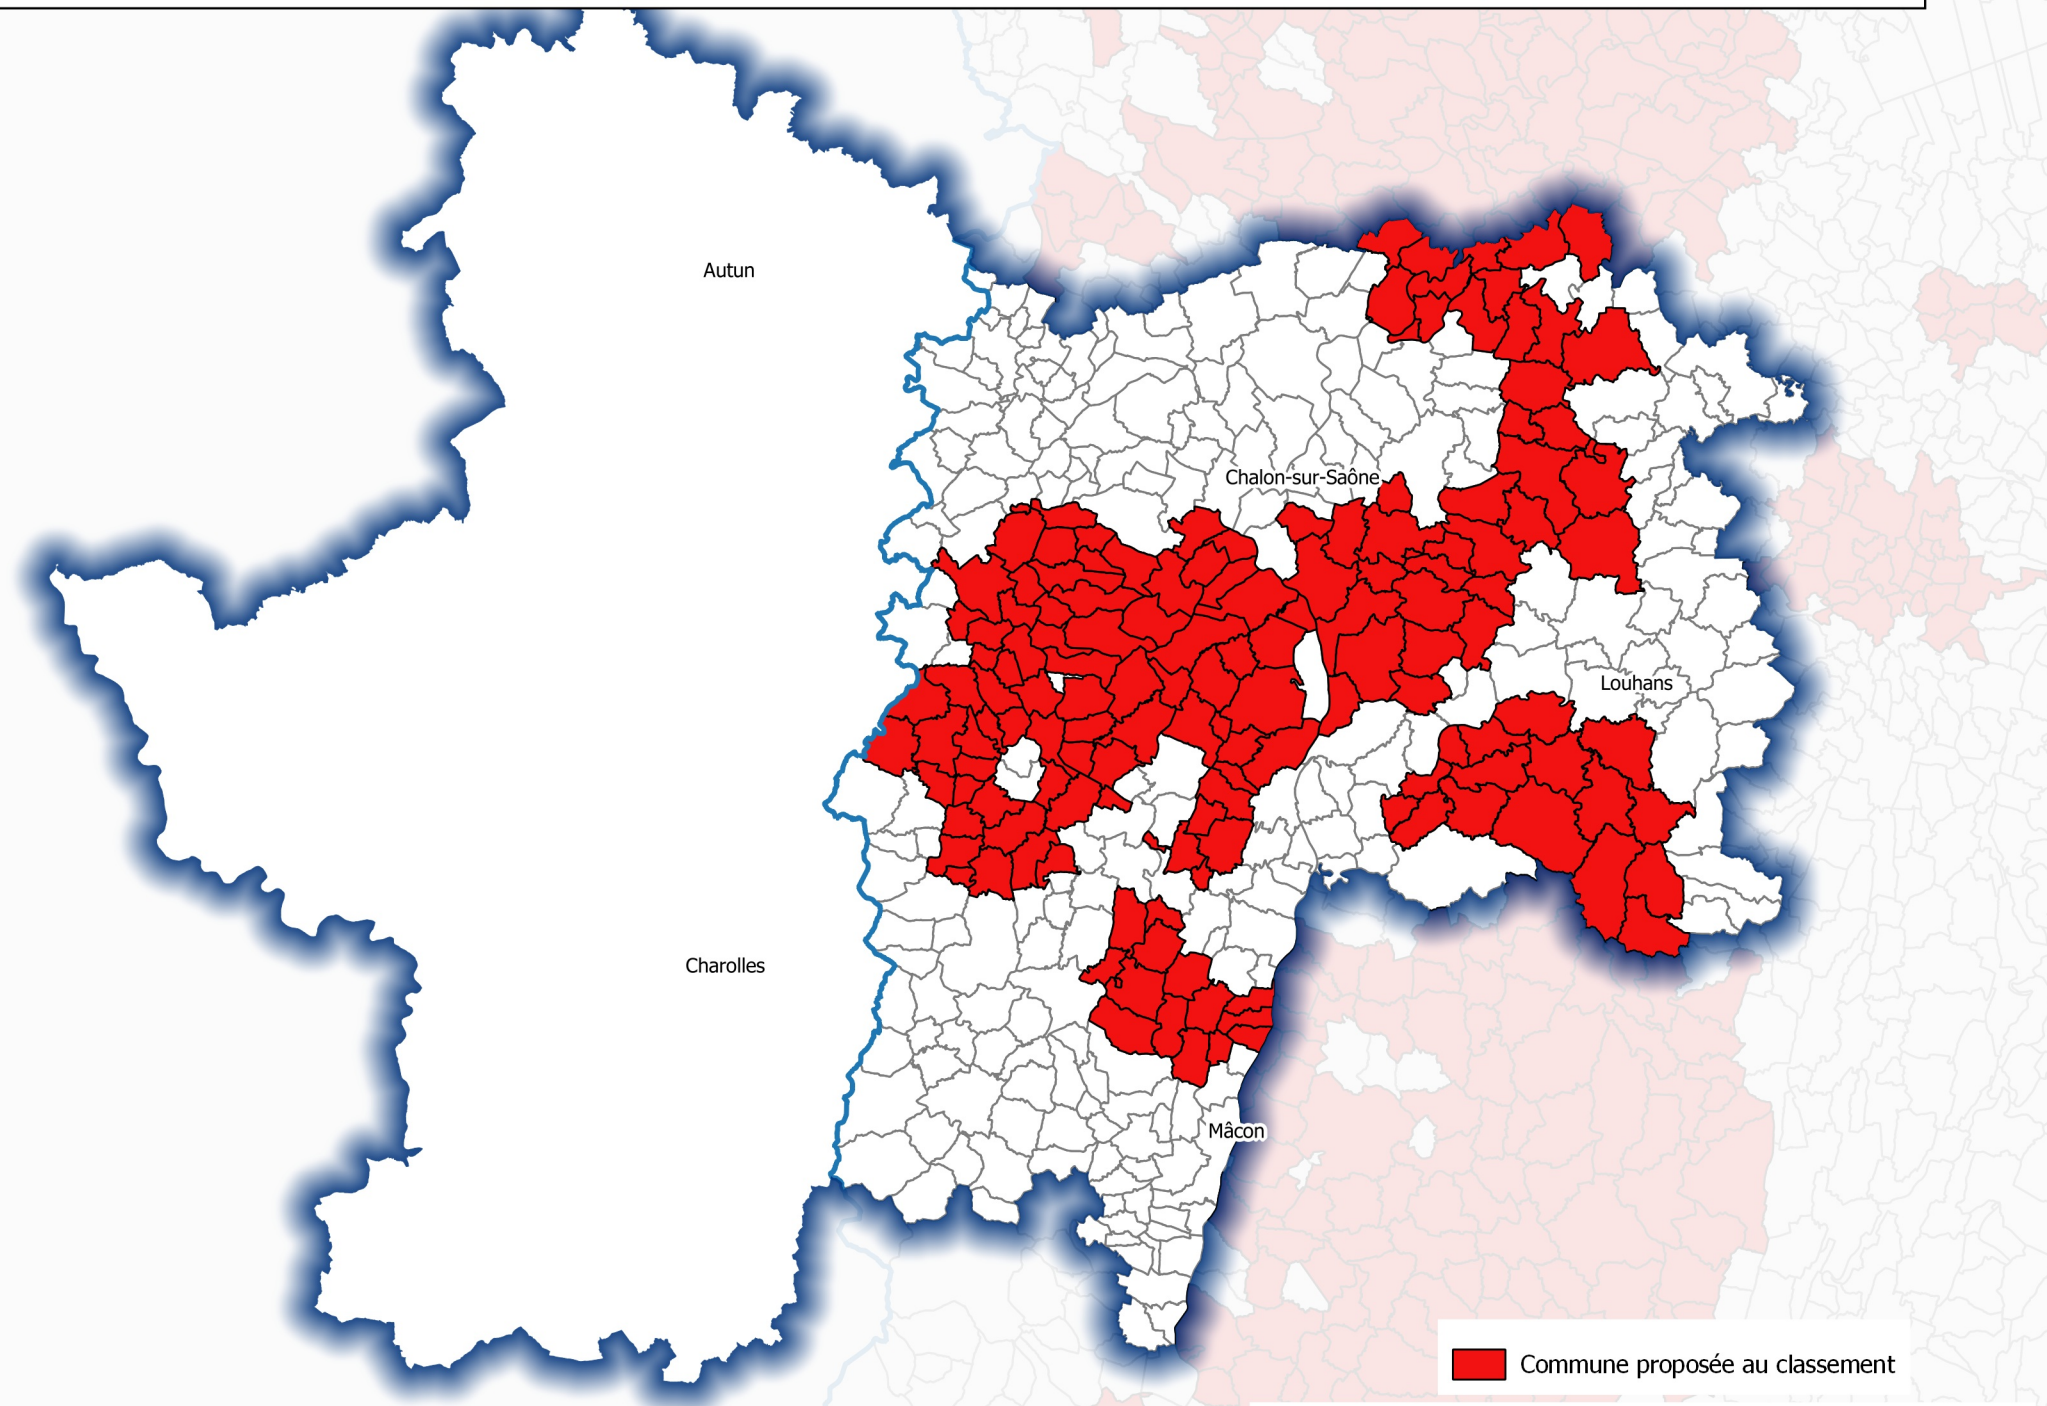 Autun
Chalon-sur-Saône
Louhans
Charolles
Mâcon
Commune proposée au classement